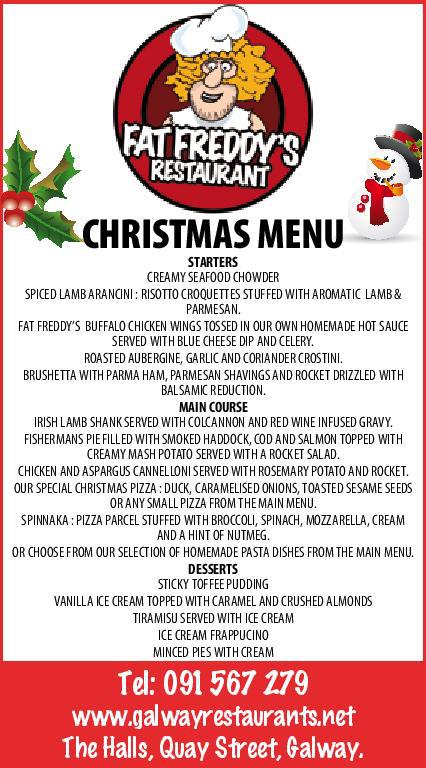 FAT FREDDY'S
RESTAURANT
CHRISTMAS MENU
STARTERS
CREAMY SEAFOOD CHOWDER
SPICED LAMB ARANCINI : RISOTTO CROQUETTES STUFFED WITH AROMATIC LAMB &
PARMESAN.
FAT FREDDY'S BUFFALO CHICKEN WINGS TOSSED IN OUR OWN HOMEMADE HOT SAUCE
SERVED WITH BLUE CHEESE DIP AND CELERY.
ROASTED AUBERGINE, GARLIC AND CORIANDER CROSTINI.
BRUSHETTA WITH PARMA HAM, PARMESAN SHAVINGS AND ROCKET DRIZZLED WITH
BALSAMIC REDUCTION.
MAIN COURSE
IRISH LAMB SHANK SERVED WITH COLCANNON AND RED WINE INFUSED GRAVY.
FISHERMANS PIE FILLED WITH SMOKED HADDOCK, COD AND SALMON TOPPED WITH
CREAMY MASH POTATO SERVED WITH A ROCKET SALAD.
CHICKEN AND ASPARGUS CANNELLONI SERVED WITH ROSEMARY POTATO AND ROCKET.
OUR SPECIAL CHRISTMAS PIZZA : DUCK, CARAMELISED ONIONS, TOASTED SESAME SEEDS
OR ANY SMALL PIZZA FROM THE MAIN MENU.
SPINNAKA : PIZZA PARCEL STUFFED WITH BROCCOLI, SPINACH, MOZZARELLA, CREAM
AND A HINT OF NUTMEG.
OR CHOOSE FROM OUR SELECTION OF HOMEMADE PASTA DISHES FROM THE MAIN MENU.
DESSERTS
STICKY TOFFEE PUDDING
VANILLA ICE CREAM TOPPED WITH CARAMEL AND CRUSHED ALMONDS
TIRAMISU SERVED WITH ICE CREAM
ICE CREAM FRAPPUCINO
MINCED PIES WITH CREAM
Tel: 091 567 279
www.galwayrestaurants.net
The Halls, Quay Street, Galway.